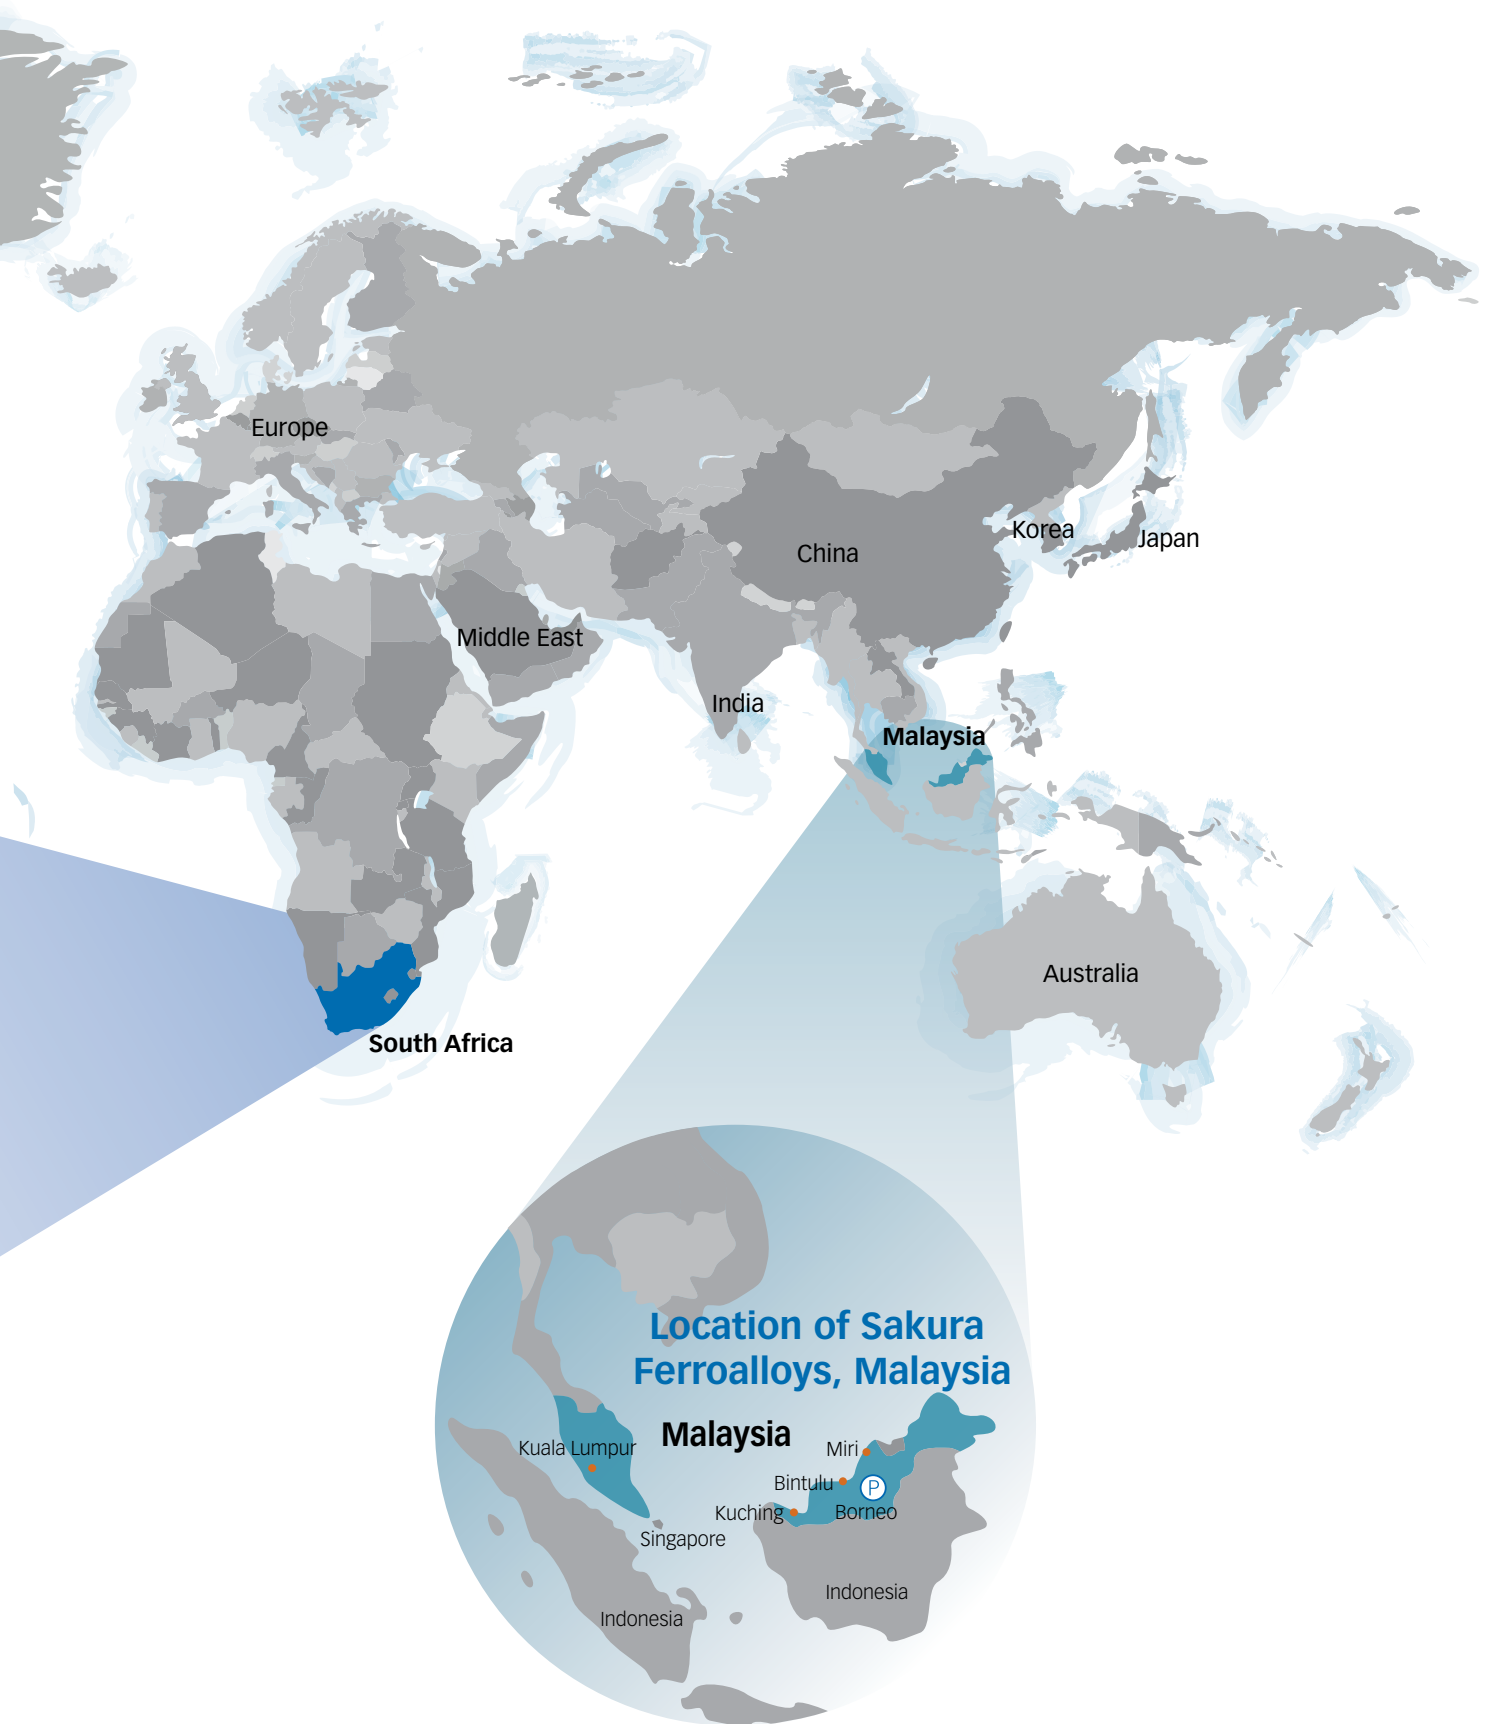 Europe
Korea
Japan
China
Middle East
India
Malaysia
Australia
South Africa
Location of Sakura
Ferroalloys, Malaysia
Malaysia
Kuala Lumpur
Miri
Bintulu
P
Kuching
Borneo
Singapore
Indonesia
Indonesia